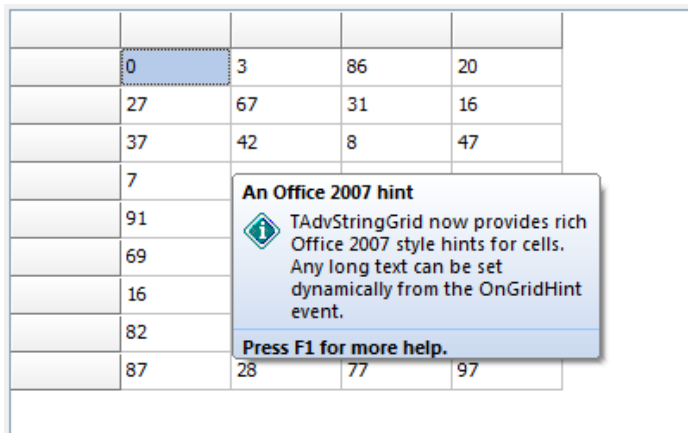 0 3 86 20
27 67 31 16
37 42 8 47
7
91
69
16
82
87 28 77 97
An Office 2007 hint
TAdvStringGrid now provides rich
Office 2007 style hints for cells.
Any long text can be set
dynamically from the OnGridHint
event.
Press F1 for more help.